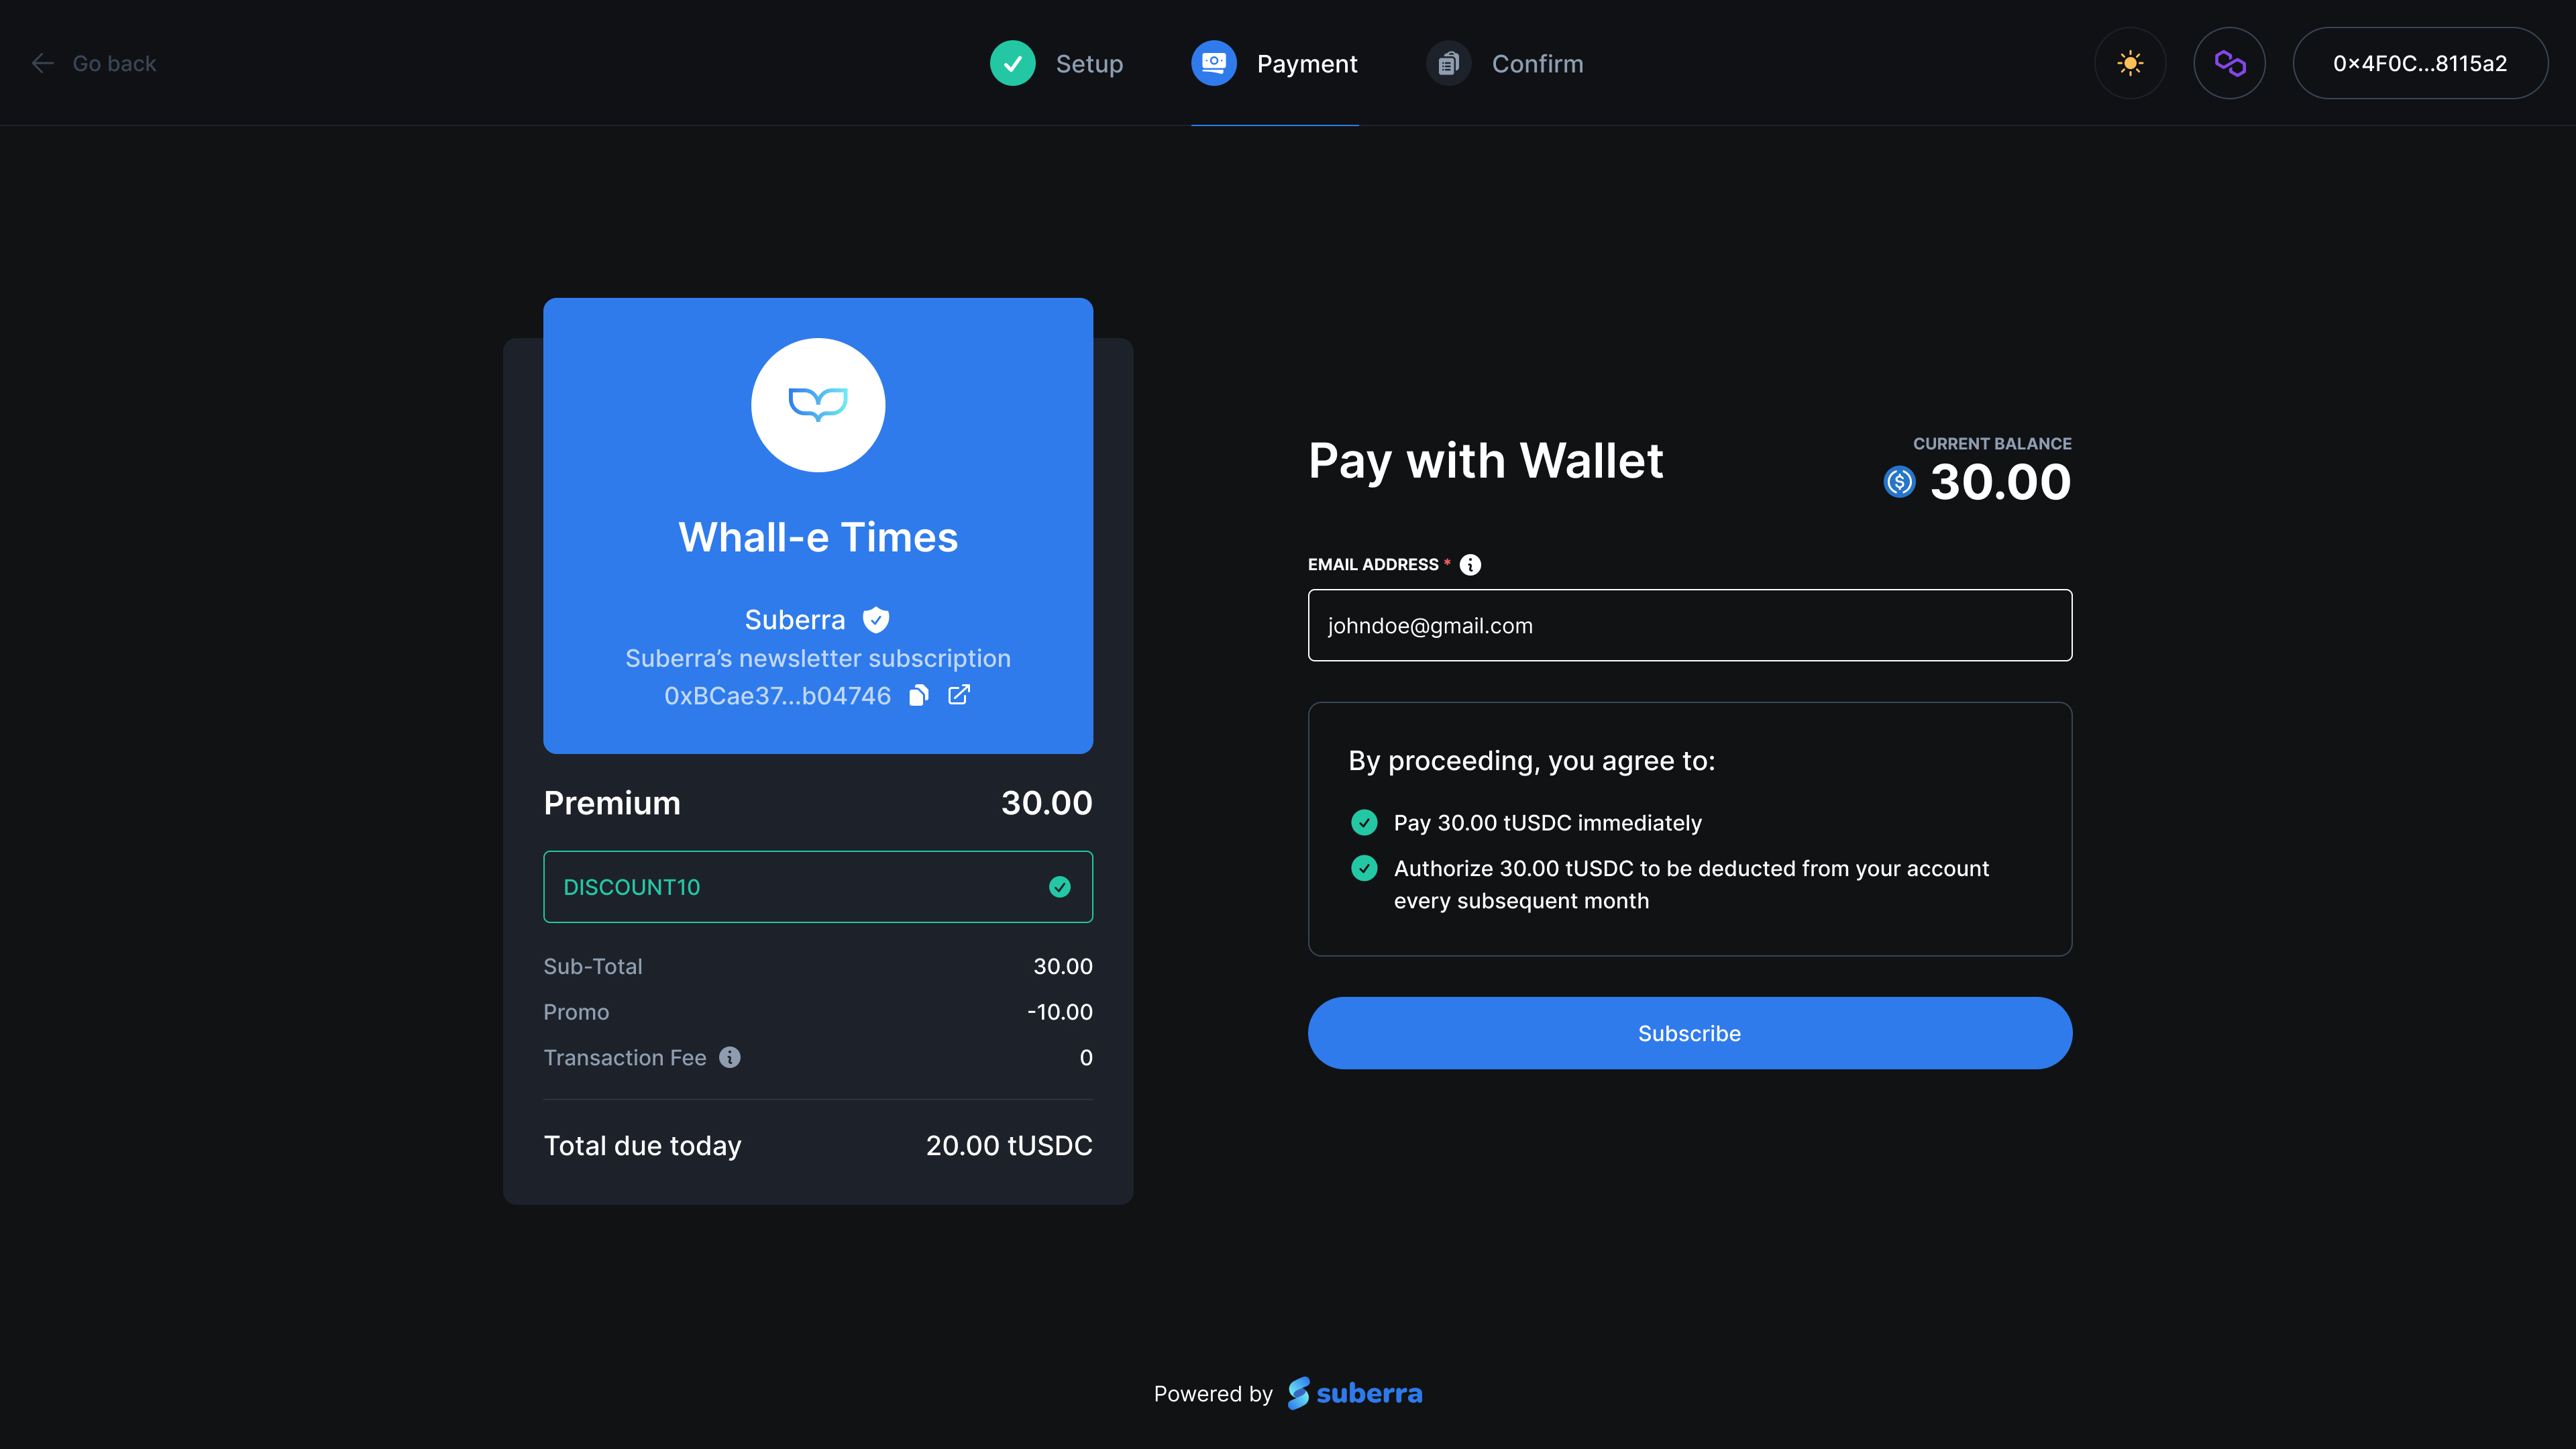 Go back
Setup
Payment
Confirm
0x4F0C...8115a2
Whall-e Times
Suberra
Suberra’s newsletter subscription
0xBCae37...b04746
Premium 30.00
DISCOUNT10
Sub-Total 30.00
Promo -10.00
Transaction Fee 0
Total due today 20.00 tUSDC
Pay with Wallet
CURRENT BALANCE
30.00
EMAIL ADDRESS *
johndoe@gmail.com
By proceeding, you agree to:
Pay 30.00 tUSDC immediately
Authorize 30.00 tUSDC to be deducted from your account
every subsequent month
Subscribe
Powered by suberra